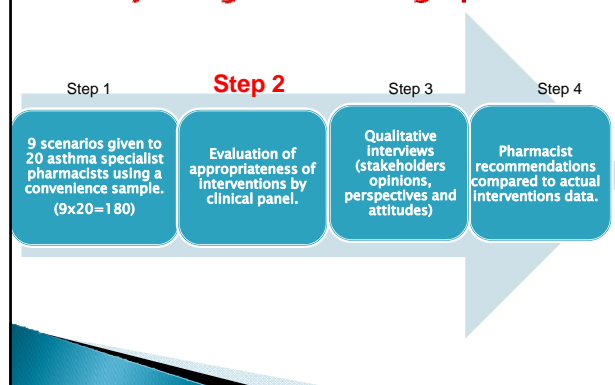 Step 1
Step 2
Step 3
Step 4
9 scenarios given to
20 asthma specialist
pharmacists using a
convenience sample.
(9x20=180)
Evaluation of
appropriateness of
interventions by
clinical panel.
Qualitative
interviews
(stakeholders
opinions,
perspectives and
attitudes)
Pharmacist
recommendations
compared to actual
interventions data.